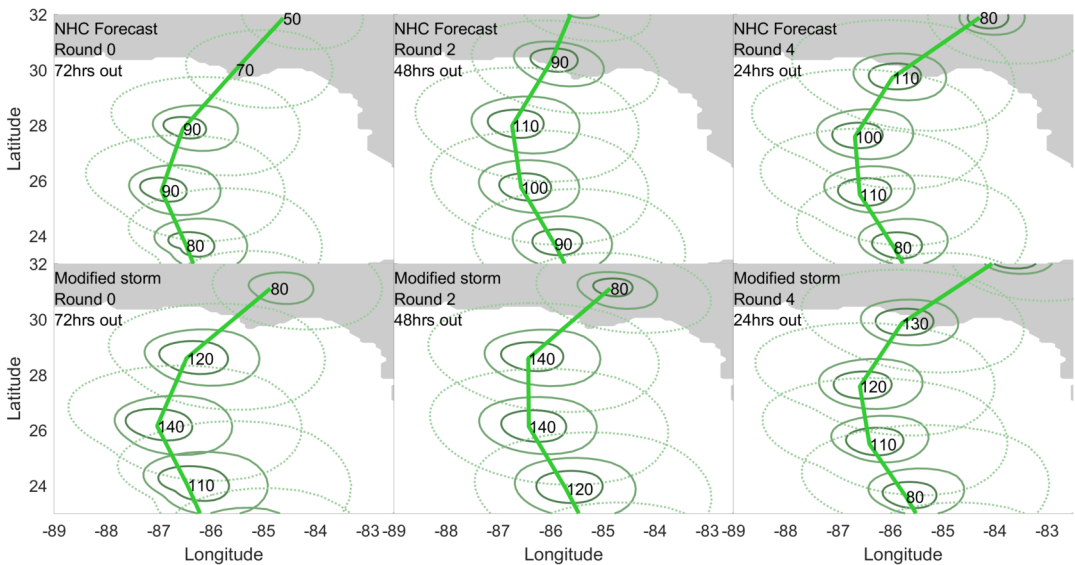 32
NHC Forecast
Round 0
72hrs out
50
70
90
90
80
30
28
26
24
Latitude
NHC Forecast
Round 2
48hrs out
90
110
100
90
NHC Forecast
Round 4
24hrs out
80
110
100
110
80
32
Modified storm
Round 0
72hrs out
80
120
140
110
30
28
26
24
Latitude
-89
-88
-87
-86
-85
-84
-83
Longitude
Modified storm
Round 2
48hrs out
80
140
140
120
-89
-88
-87
-86
-85
-84
-83
Longitude
Modified storm
Round 4
24hrs out
130
120
110
80
-89
-88
-87
-86
-85
-84
-83
Longitude